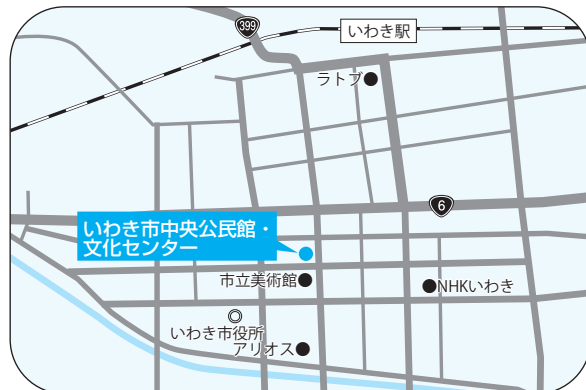 399
いわき駅
ラトブ
6
いわき市中央公民館・
文化センター
市立美術館
NHKいわき
いわき市役所
アリオス